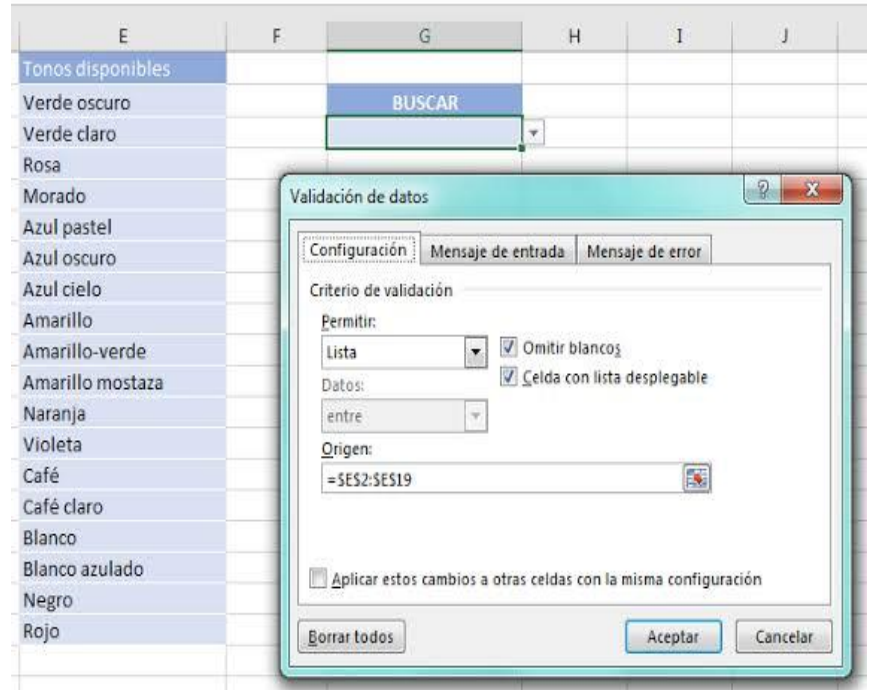 E F G H I J
Tonos disponibles
Verde oscuro BUSCAR
Verde claro
Rosa
Morado
Azul pastel
Azul oscuro
Azul cielo
Amarillo
Amarillo-verde
Amarillo mostaza
Naranja
Violeta
Café
Café claro
Blanco
Blanco azulado
Negro
Rojo
Validación de datos
Configuración Mensaje de entrada Mensaje de error
Criterio de validación
Permitir:
Lista Omitir blancos
Celda con lista desplegable
Datos:
entre
Origen:
=$E$2:$E$19
Aplicar estos cambios a otras celdas con la misma configuración
Borrar todos Aceptar Cancelar